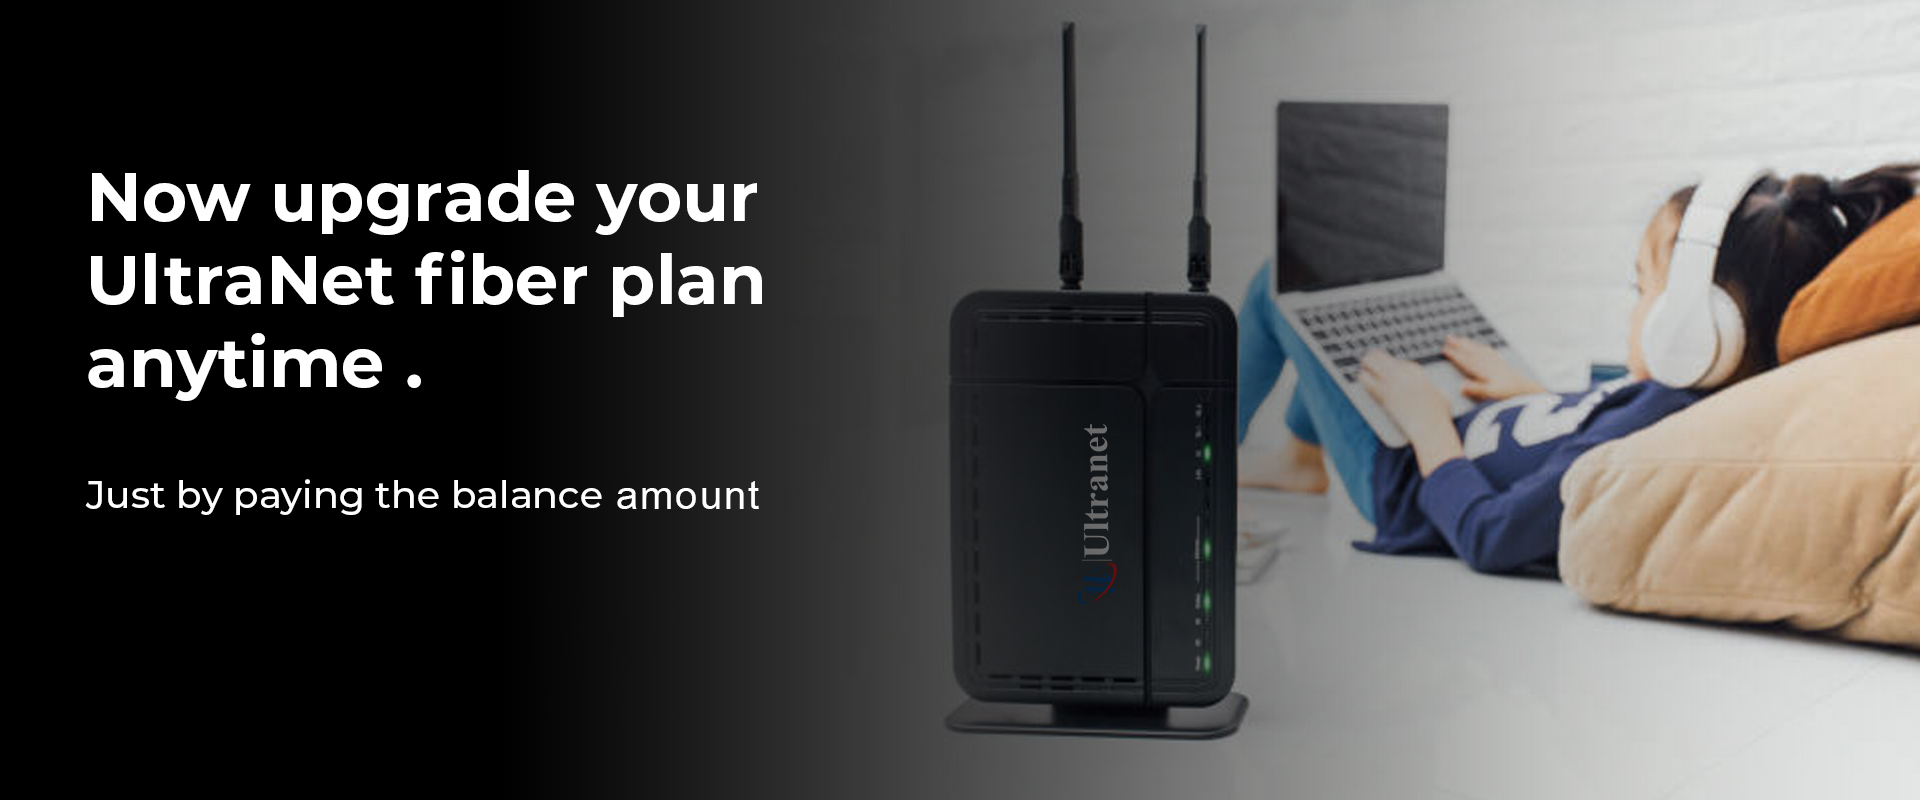 Now upgrade your
UltraNet fiber plan
anytime .
Just by paying the balance amount
Ultranet